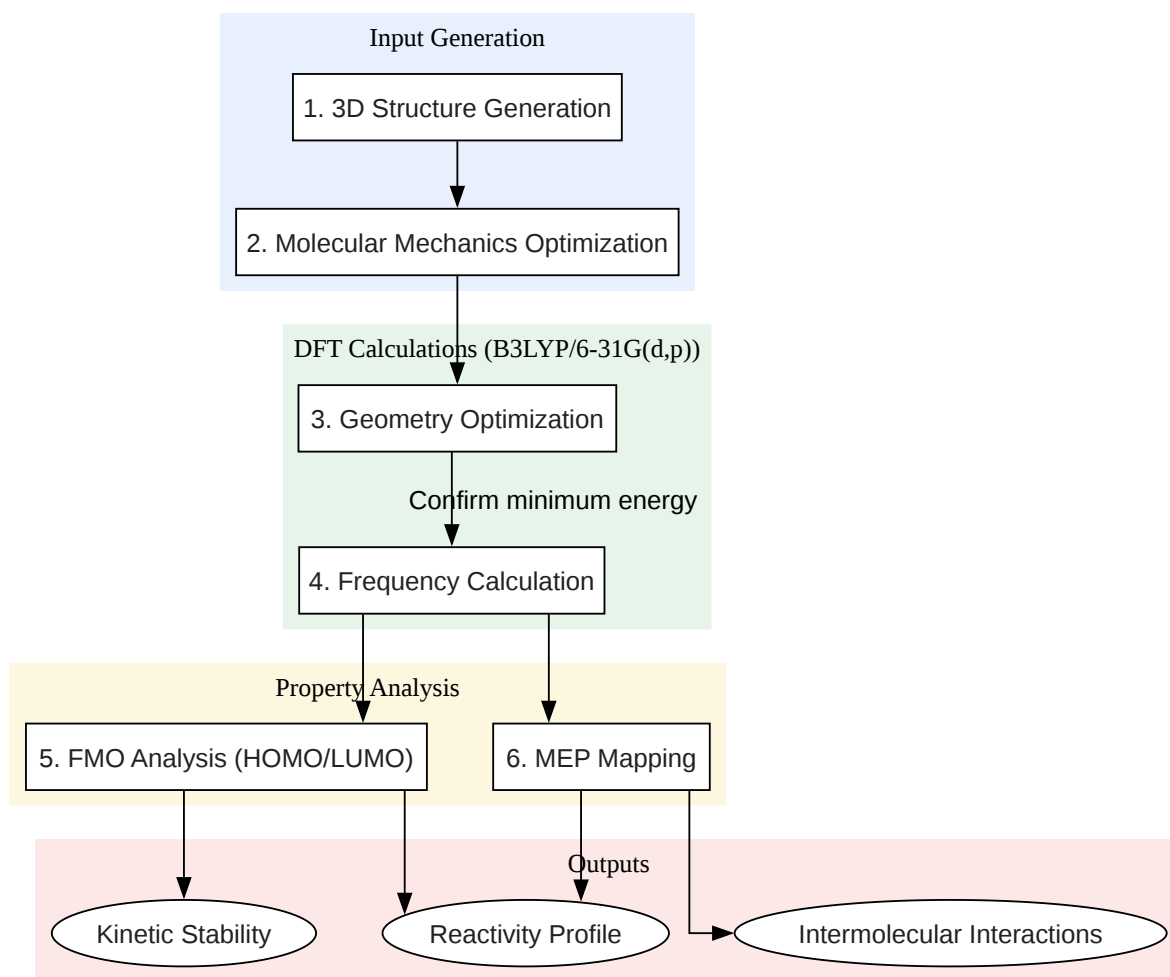 Input Generation
1. 3D Structure Generation
2. Molecular Mechanics Optimization
DFT Calculations (B3LYP/6-31G(d,p))
3. Geometry Optimization
Confirm minimum energy
4. Frequency Calculation
Property Analysis
5. FMO Analysis (HOMO/LUMO)
6. MEP Mapping
Outputs
Kinetic Stability
Reactivity Profile
Intermolecular Interactions